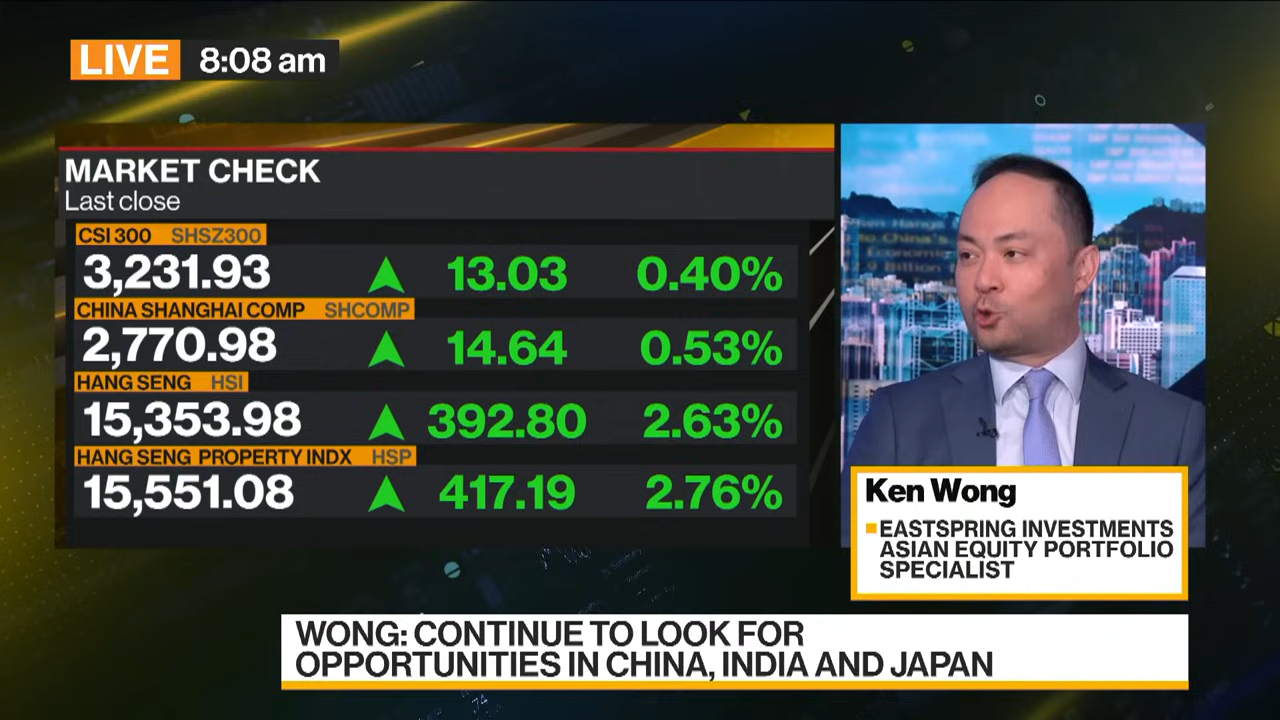 LIVE 8:08 am
MARKET CHECK
Last close
CSI 300 SHSZ300
3,231.93 13.03 0.40%
CHINA SHANGHAI COMP SHCOMP
2,770.98 14.64 0.53%
HANG SENG HSI
15,353.98 392.80 2.63%
HANG SENG PROPERTY INDX HSP
15,551.08 417.19 2.76%
Ken Wong
EASTSPRING INVESTMENTS
ASIAN EQUITY PORTFOLIO
SPECIALIST
WONG: CONTINUE TO LOOK FOR
OPPORTUNITIES IN CHINA, INDIA AND JAPAN